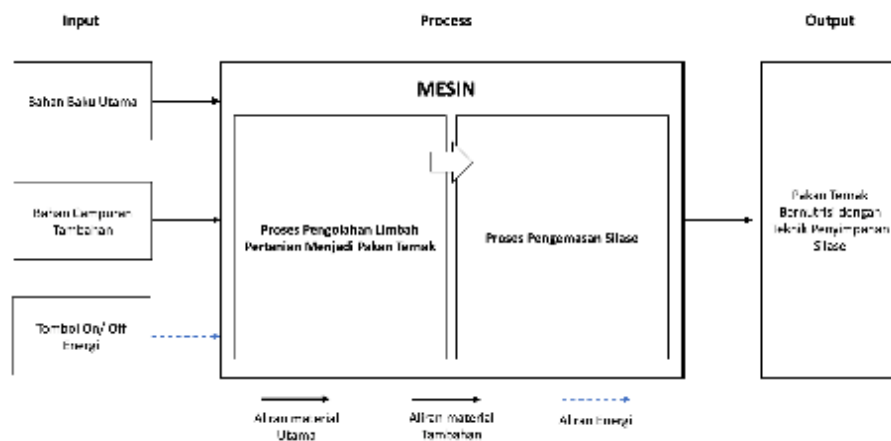 Input
Process
Output
Bahan Baku Utama
Bahan Campuran
Tambahan
Tombol On/ Off
Energi
MESIN
Proses Pengolahan Limbah
Pertanian Menjadi Pakan Ternak
Proses Pengemasan Silase
Pakan Ternak
Bernutrisi dengan
Teknik Penyimpanan
Silase
Aliran material
Utama
Aliran material
Tambahan
Aliran Energi